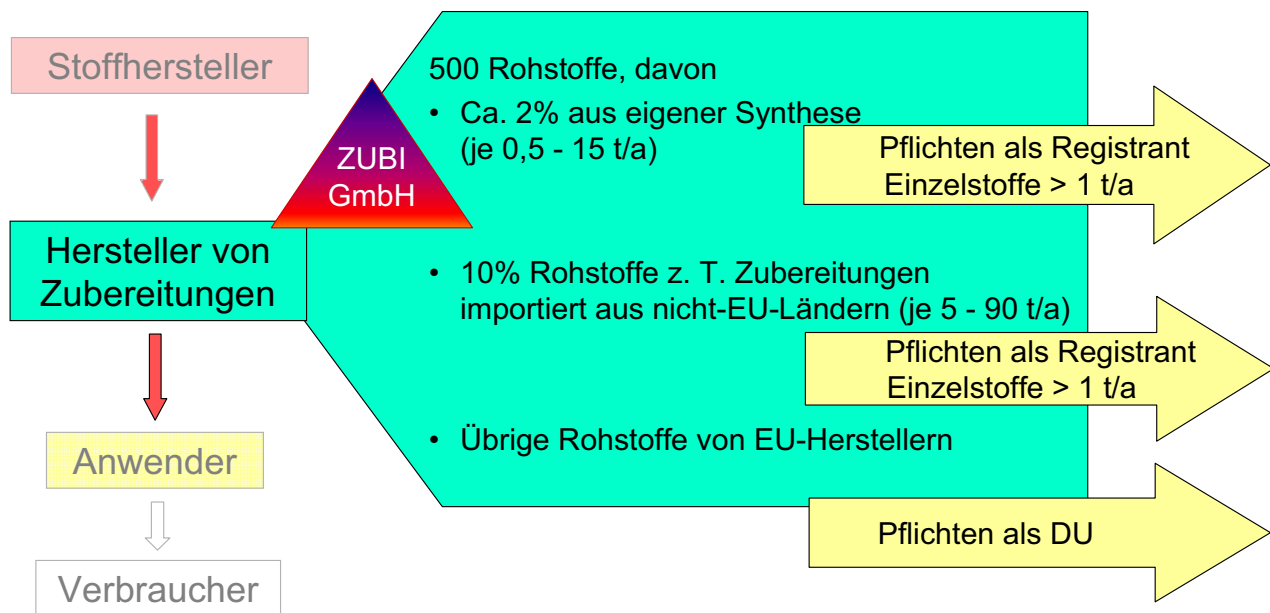 Stoffhersteller
ZUBI
GmbH
Hersteller von
Zubereitungen
Anwender
Verbraucher
500 Rohstoffe, davon
• Ca. 2% aus eigener Synthese
(je 0,5 - 15 t/a)
Pflichten als Registrant
Einzelstoffe > 1 t/a
• 10% Rohstoffe z. T. Zubereitungen
importiert aus nicht-EU-Ländern (je 5 - 90 t/a)
Pflichten als Registrant
Einzelstoffe > 1 t/a
• Übrige Rohstoffe von EU-Herstellern
Pflichten als DU